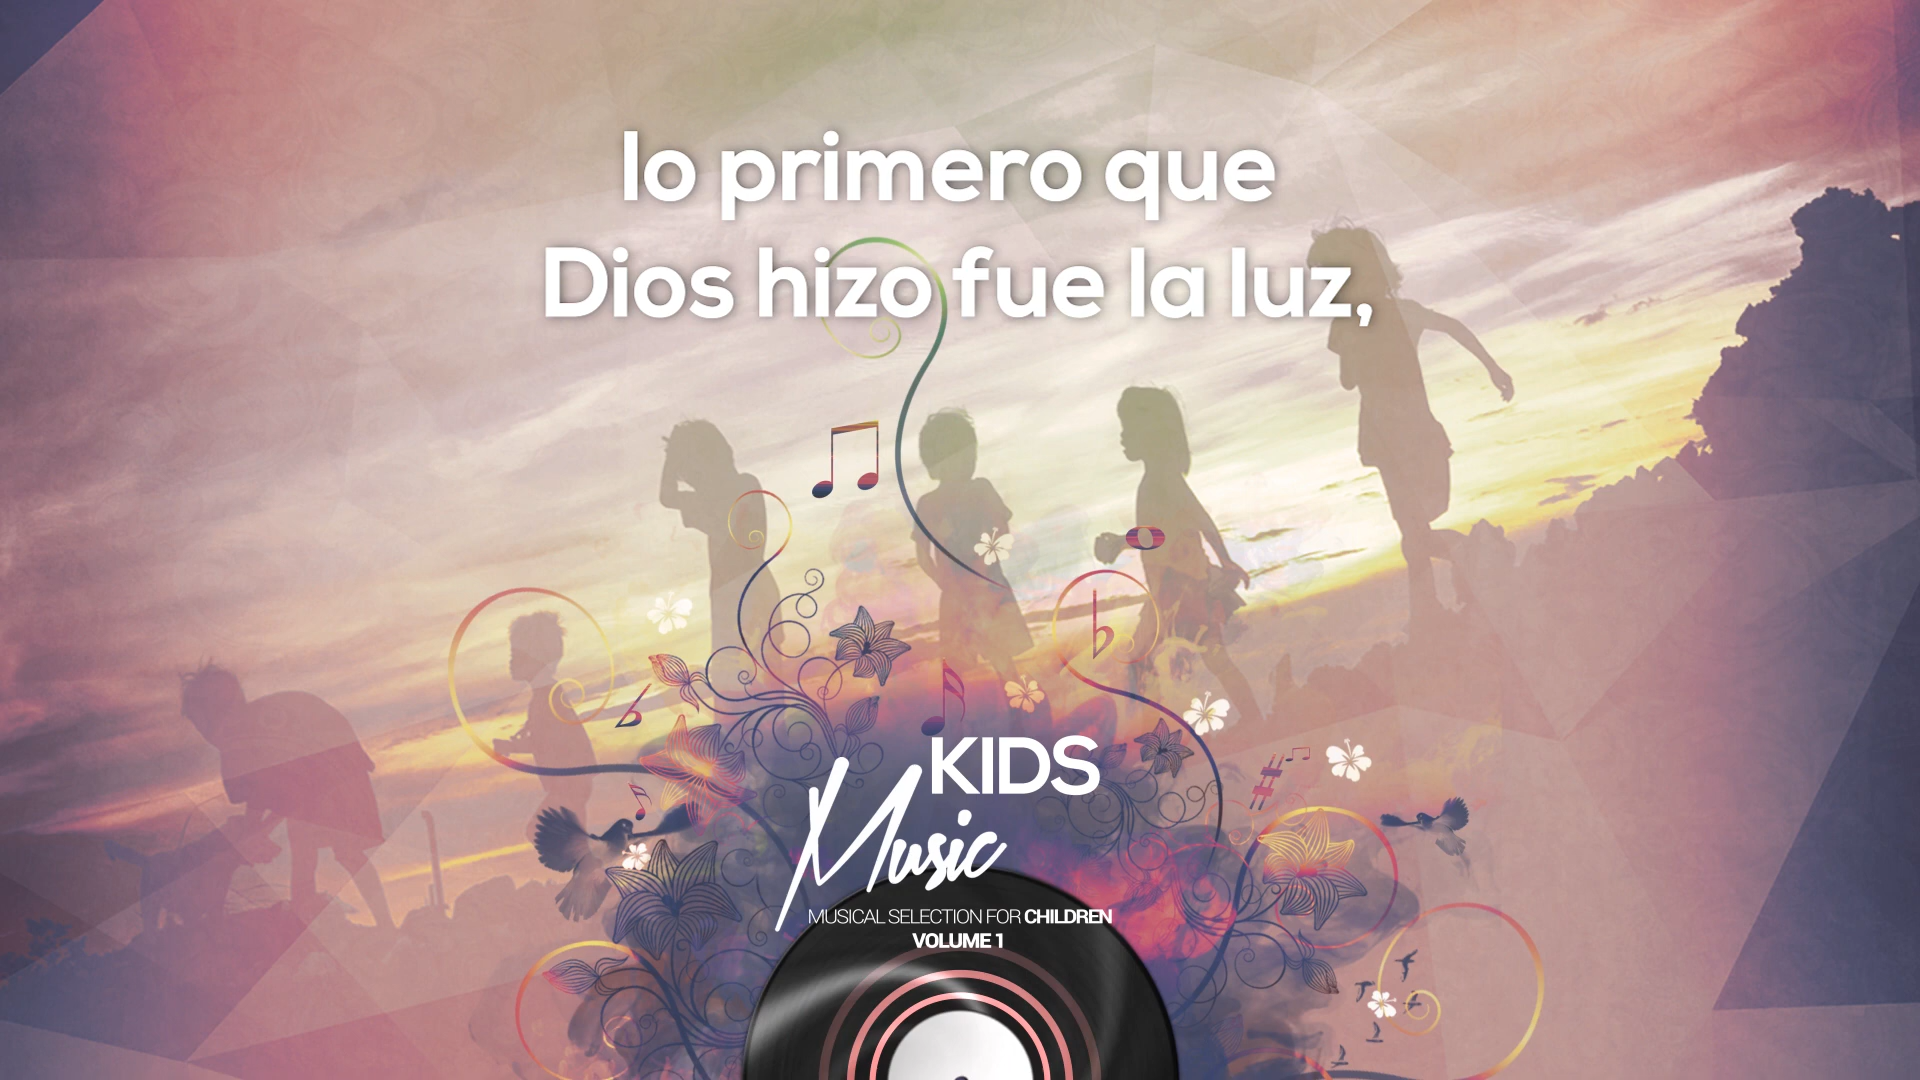 lo primero que
Dios hizo fue la luz,
KIDS
Music
MUSICAL SELECTION FOR CHILDREN
VOLUME 1